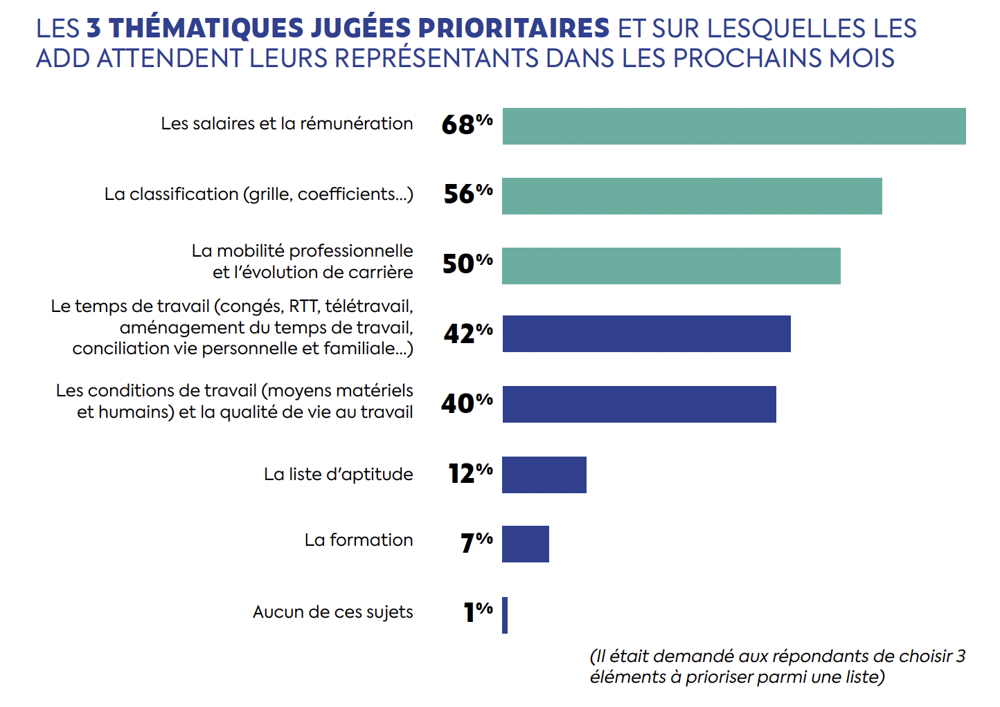 LES 3 THÉMATIQUES JUGÉES PRIORITAIRES ET SUR LESQUELLES LES
ADD ATTENDENT LEURS REPRÉSENTANTS DANS LES PROCHAINS MOIS
Les salaires et la rémunération 68%
La classification (grille, coefficients...) 56%
La mobilité professionnelle
et l'évolution de carrière 50%
Le temps de travail (congés, RTT, télétravail,
aménagement du temps de travail,
conciliation vie personnelle et familiale...) 42%
Les conditions de travail (moyens matériels
et humains) et la qualité de vie au travail 40%
La liste d'aptitude 12%
La formation 7%
Aucun de ces sujets 1%
(Il était demandé aux répondants de choisir 3
éléments à prioriser parmi une liste)